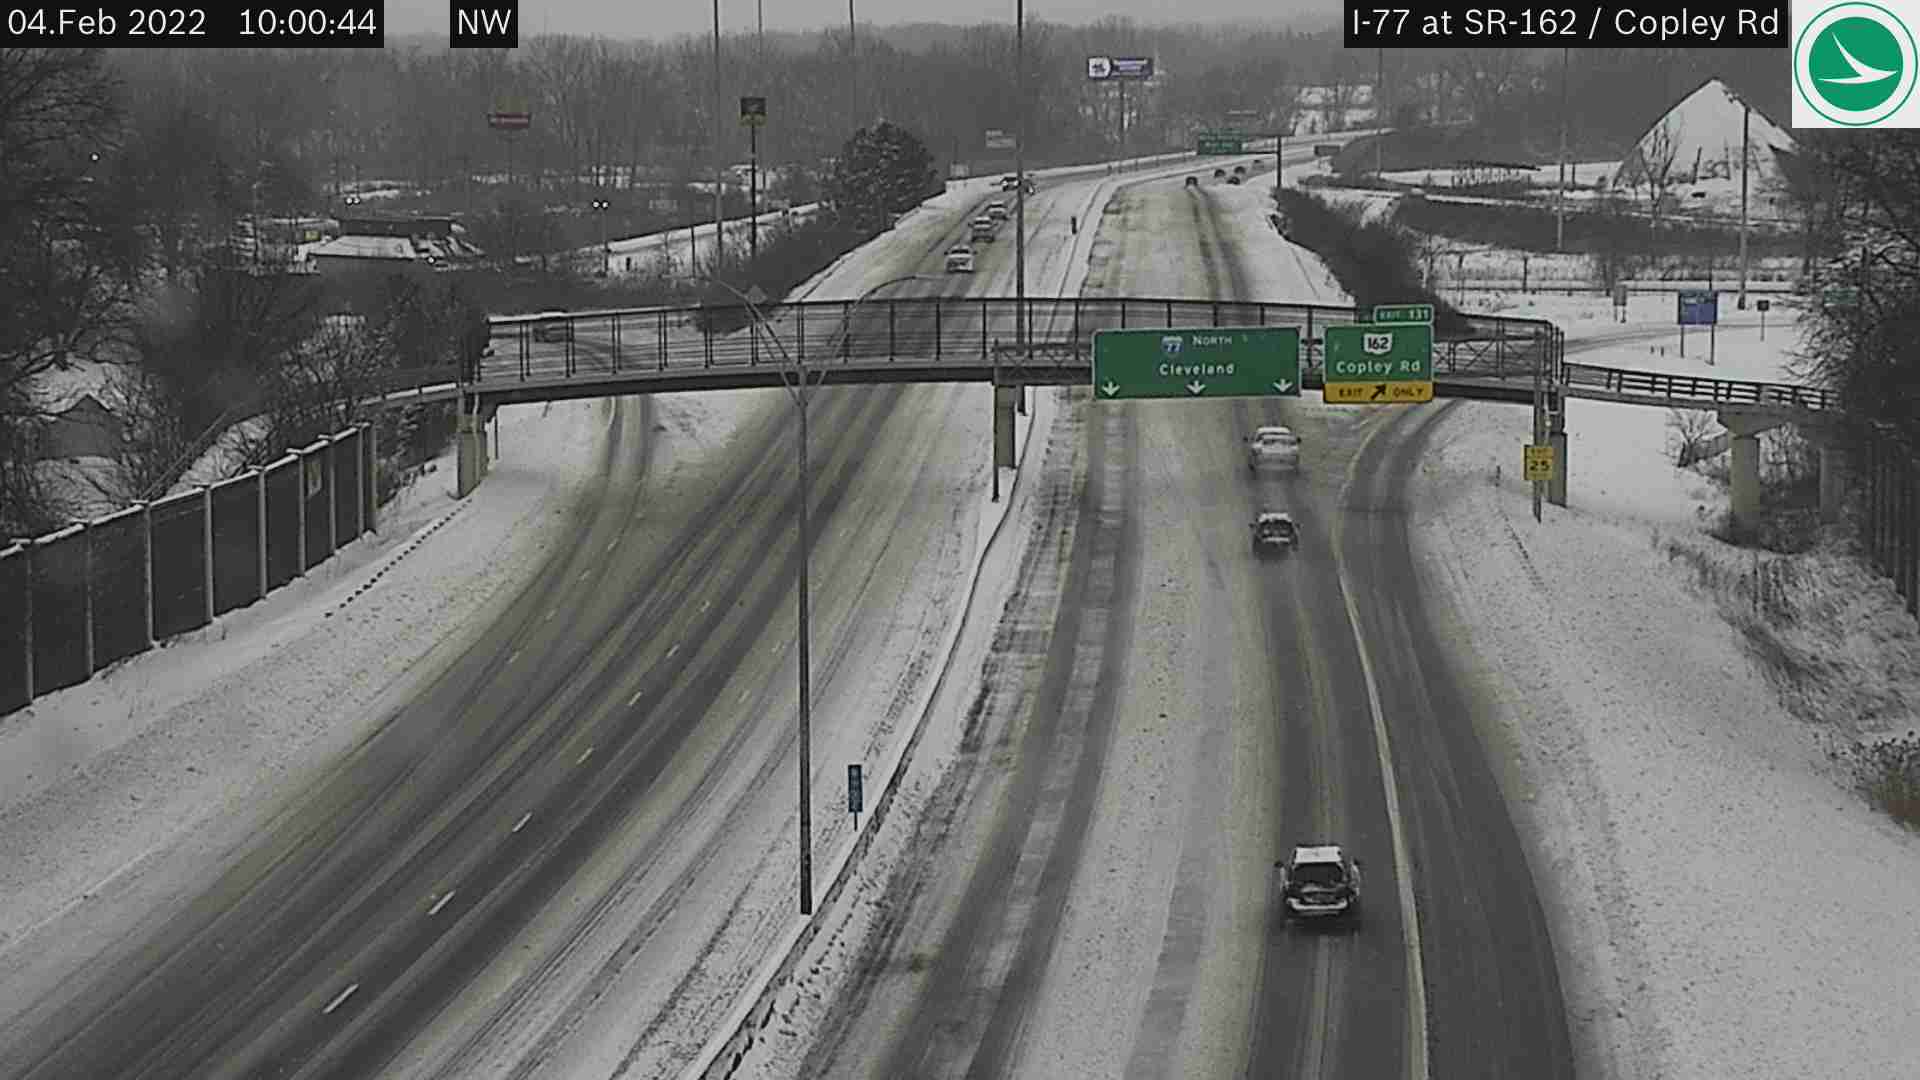 04.Feb 2022 10:00:44
NW
I-77 at SR-162 / Copley Rd
77 NORTH
Cleveland
EXIT 131
162
Copley Rd
EXIT ONLY
25